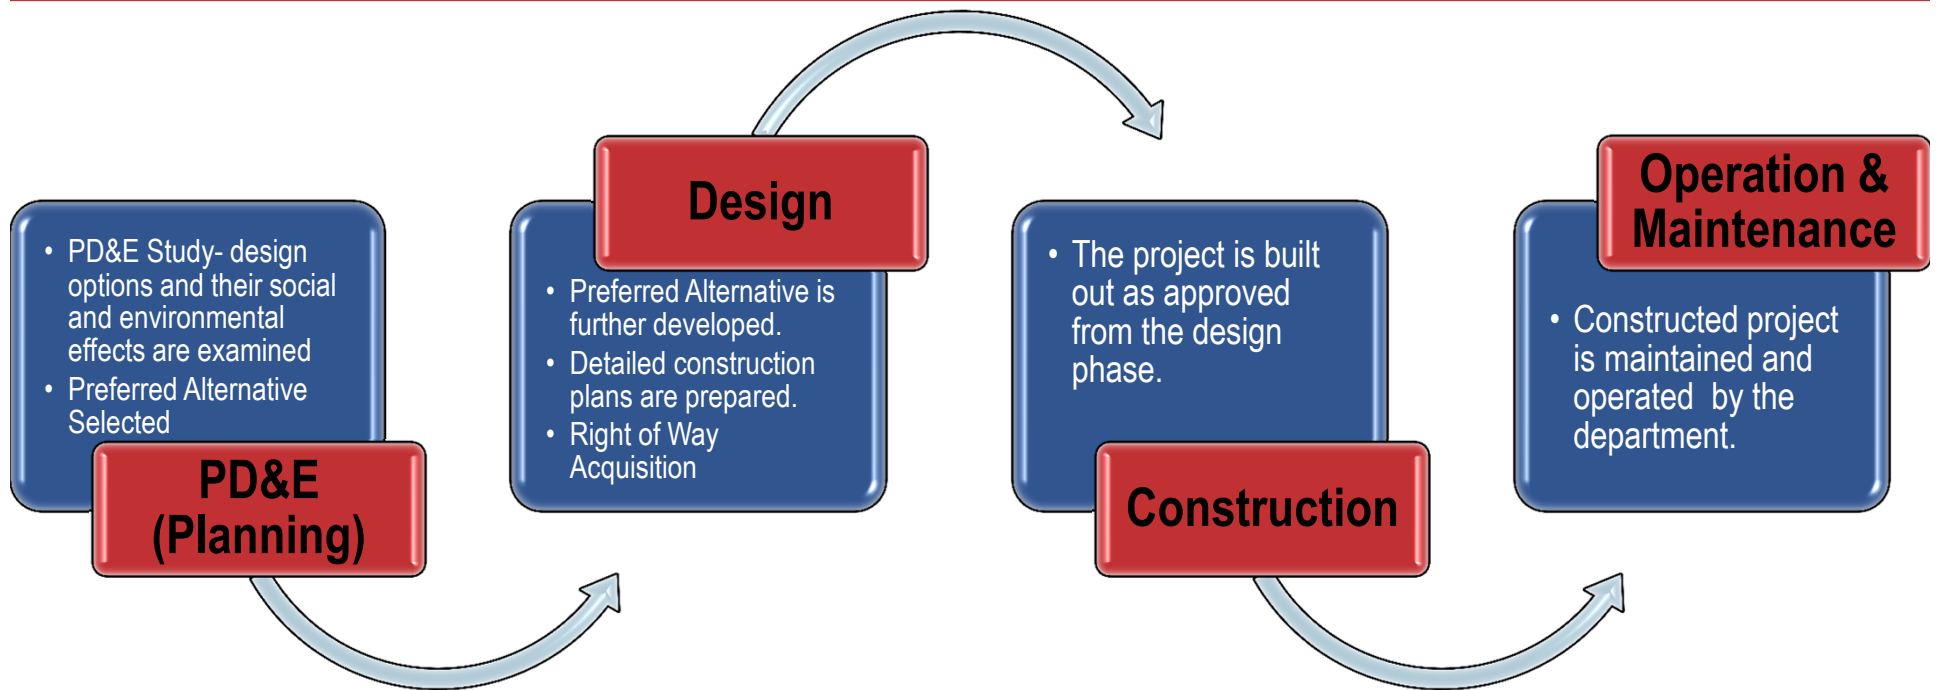 • PD&E Study- design
options and their social
and environmental
effects are examined
• Preferred Alternative
Selected
PD&E
(Planning)
Design
• Preferred Alternative is
further developed.
• Detailed construction
plans are prepared.
• Right of Way
Acquisition
• The project is built
out as approved
from the design
phase.
Construction
Operation &
Maintenance
• Constructed project
is maintained and
operated  by the
department.